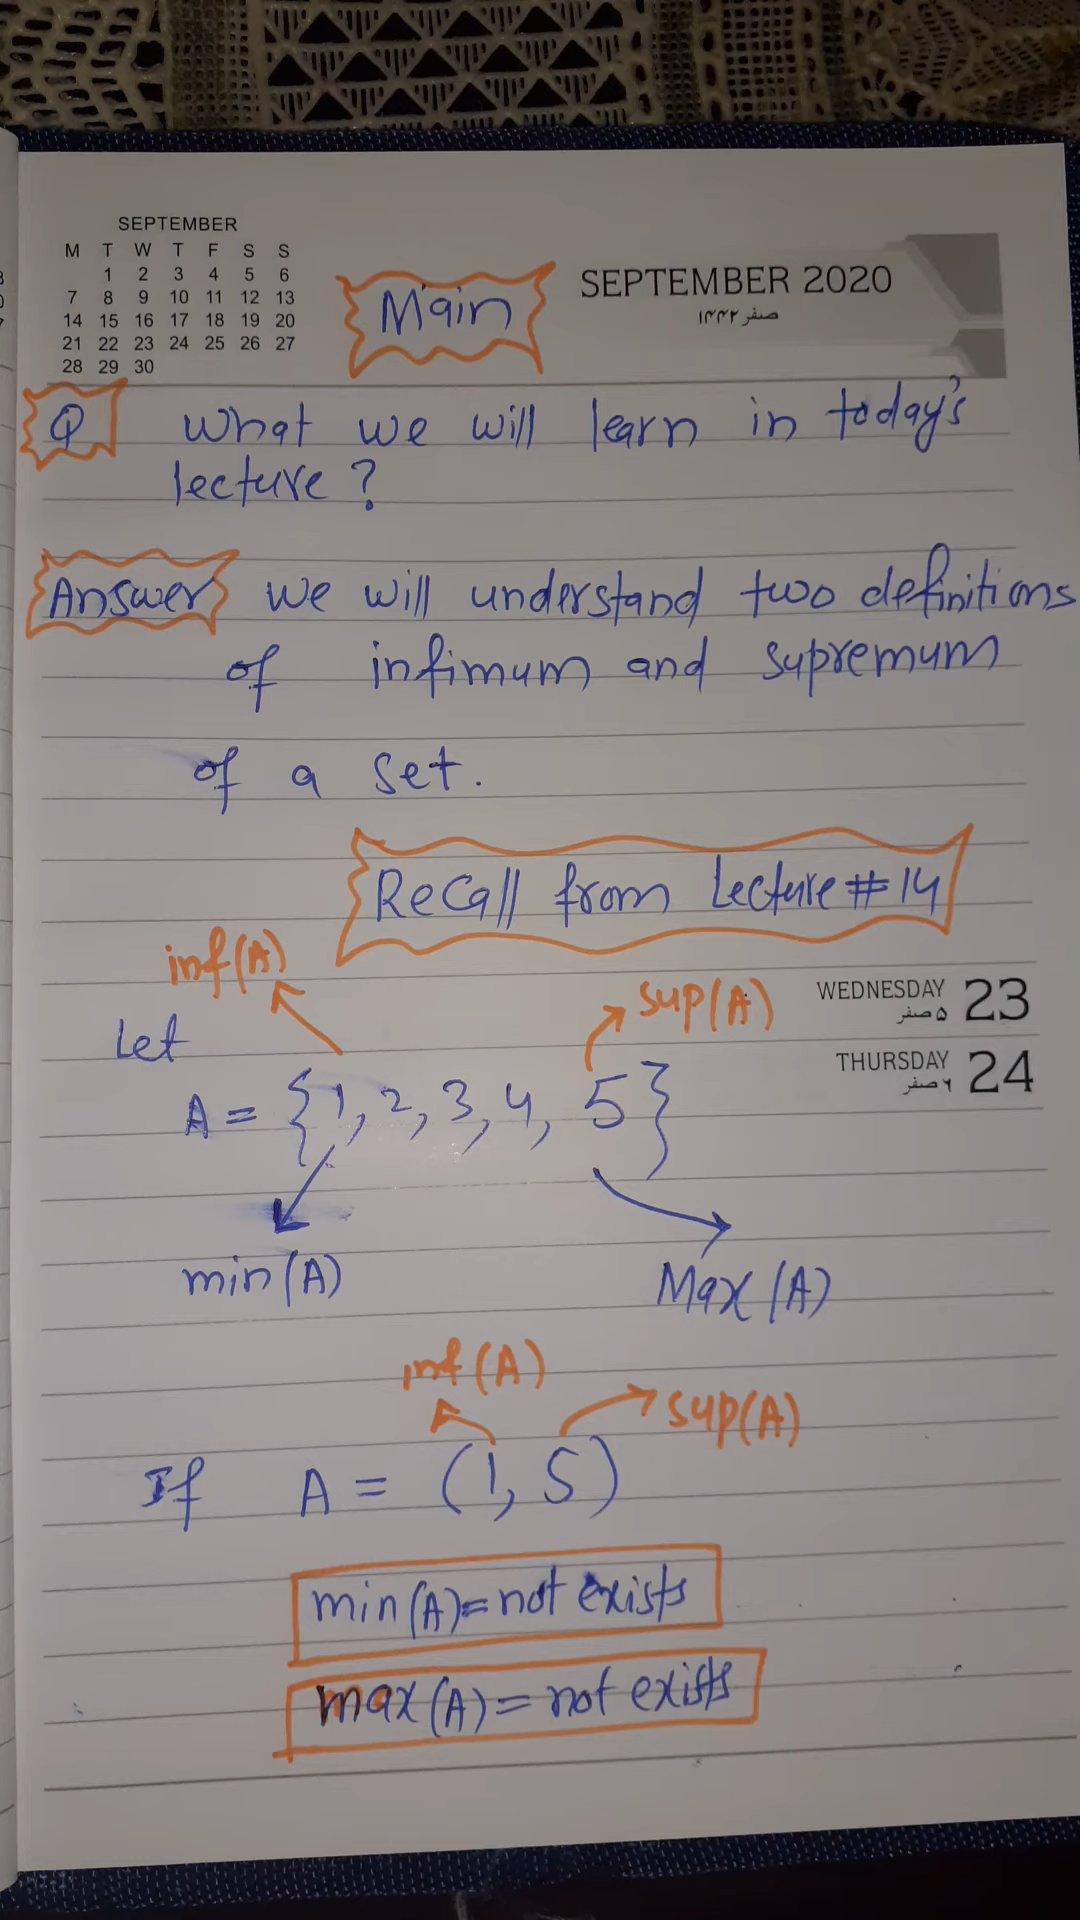 SEPTEMBER
M T W T F S S
1 2 3 4 5 6
7 8 9 10 11 12 13
14 15 16 17 18 19 20
21 22 23 24 25 26 27
28 29 30
Main
SEPTEMBER 2020
صفر ۱۴۴۲
Q What we will learn in today's
lecture ?
Answer we will understand two definitions
of infimum and supremum
of a set.
Recall from Lecture # 14
inf(A)
sup(A)
WEDNESDAY 23
۵ صفر
Let
THURSDAY 24
۶ صفر
A = {1, 2, 3, 4, 5}
min(A)
Max(A)
inf(A)
sup(A)
If A = (1, 5)
min(A) = not exists
max(A) = not exists